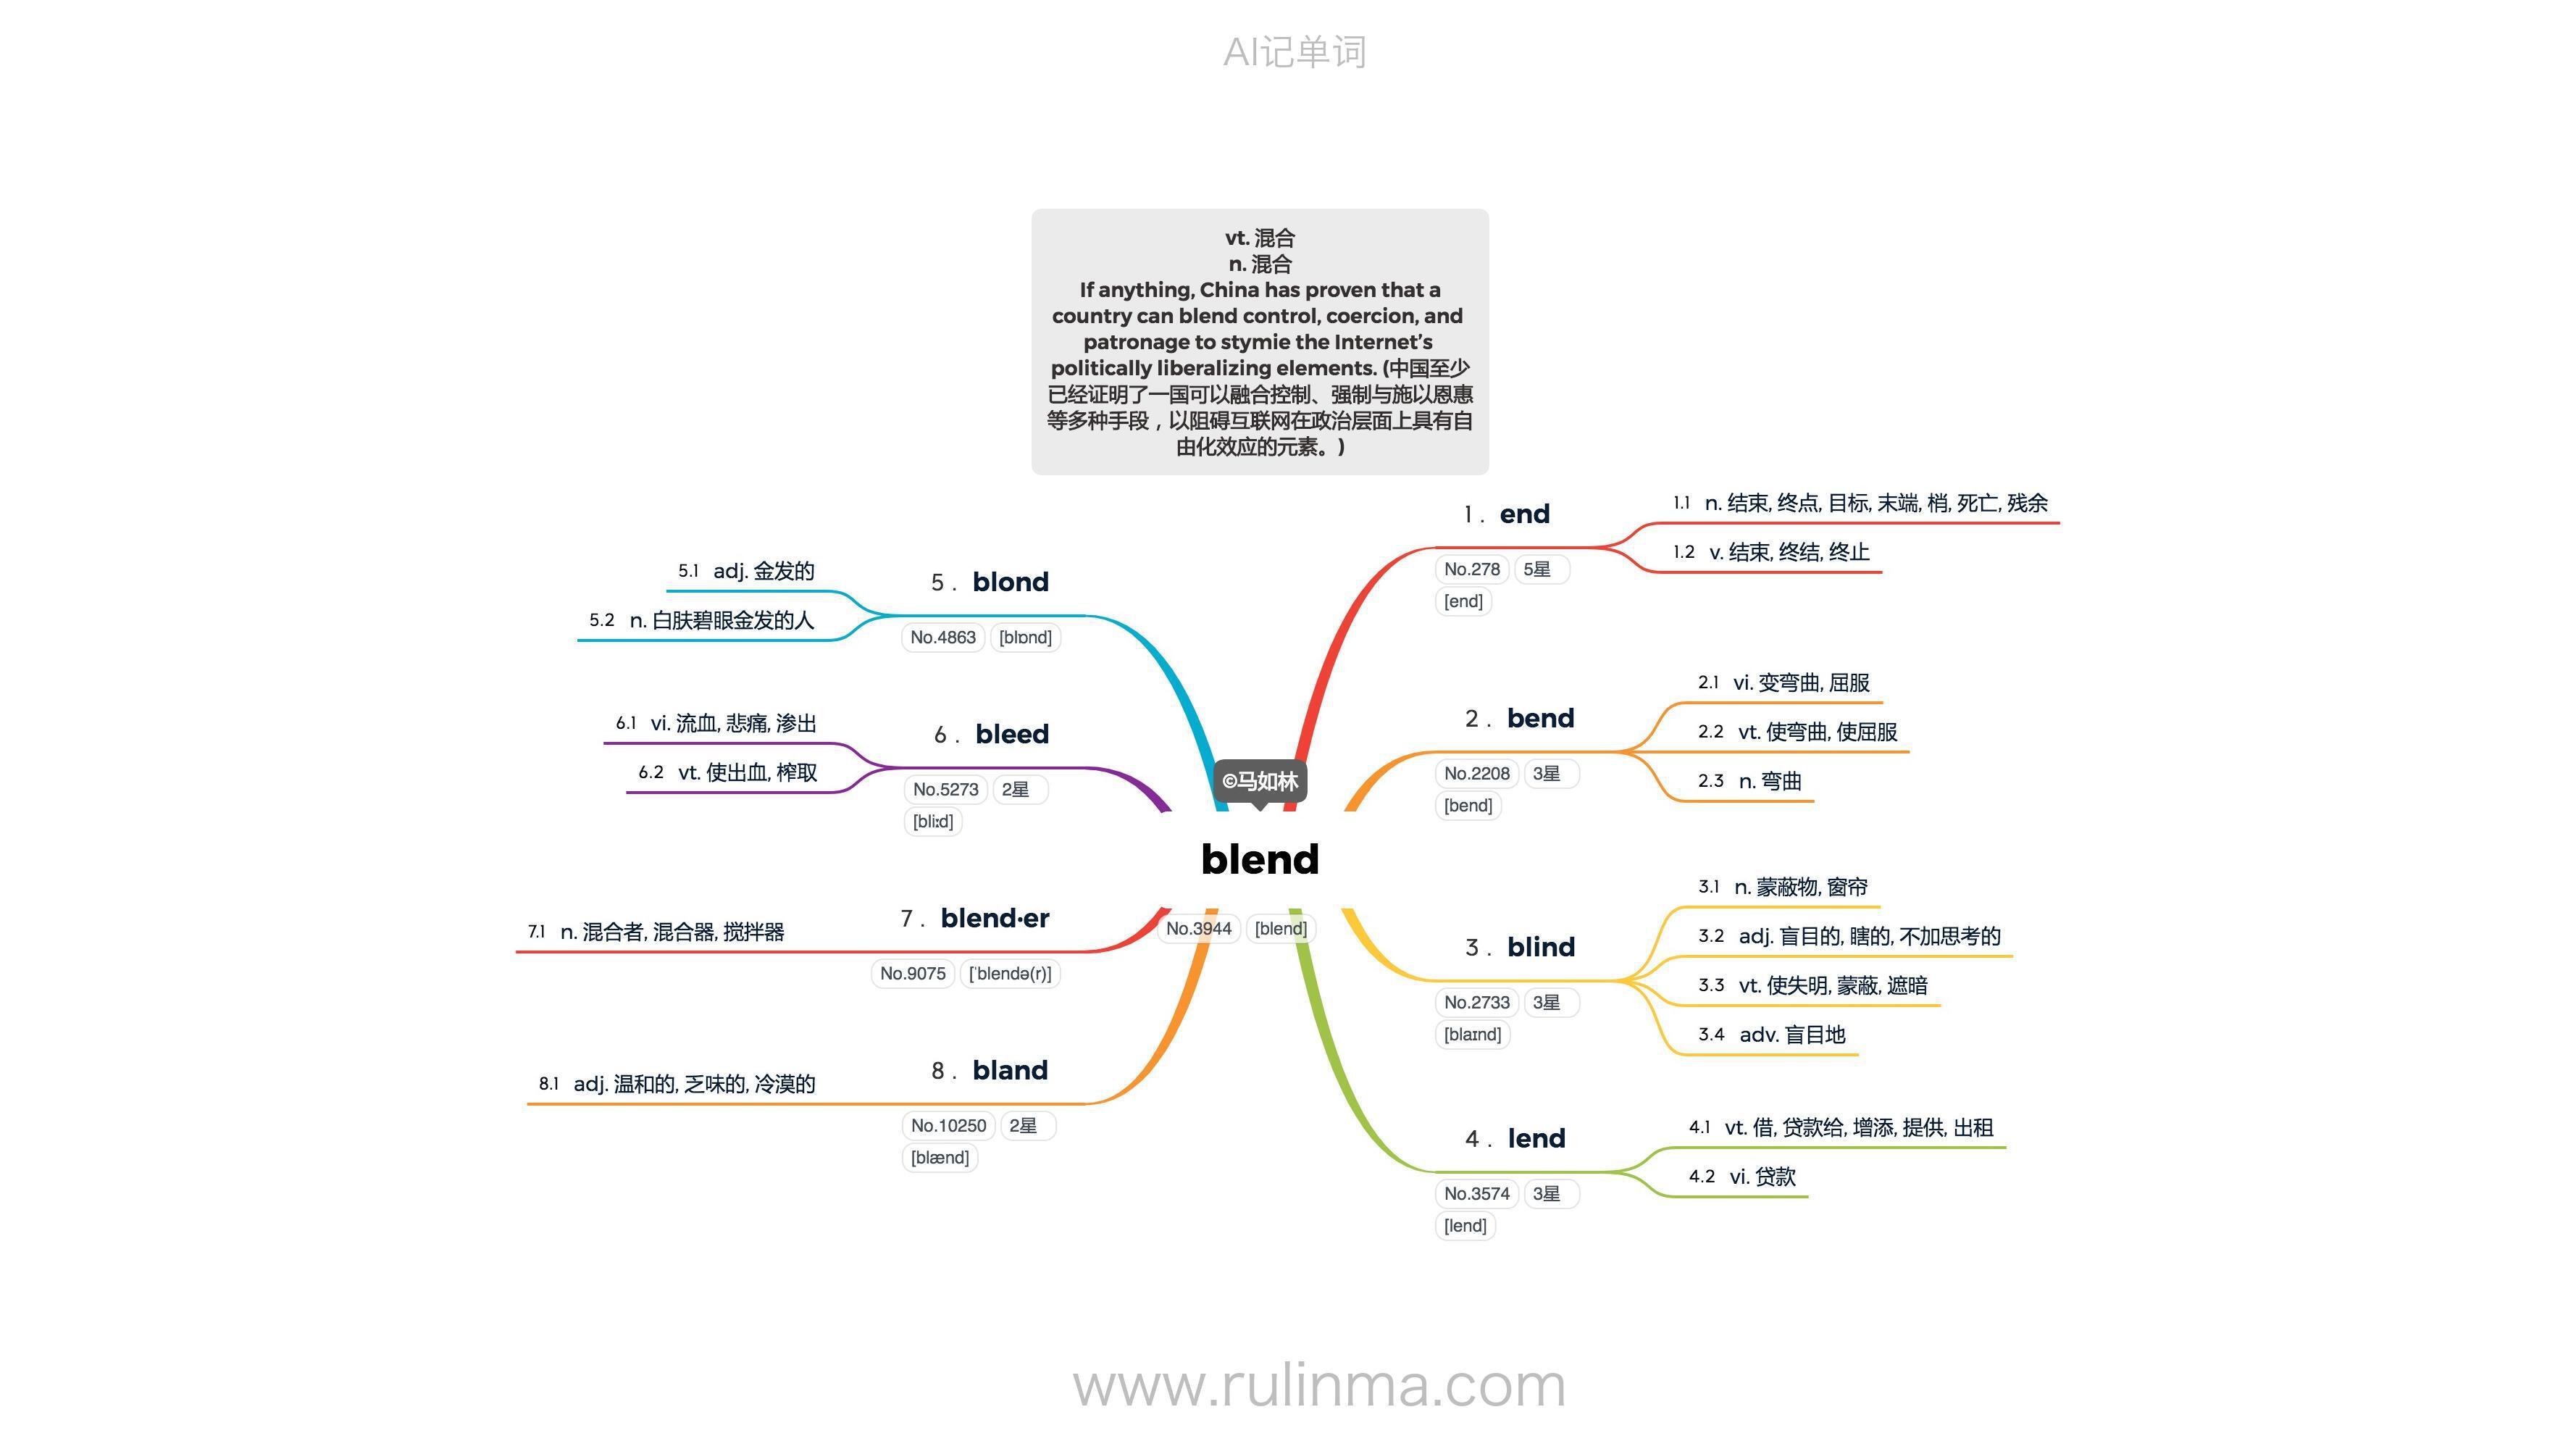 AI记单词
vt. 混合
n. 混合
If anything, China has proven that a
country can blend control, coercion, and
patronage to stymie the Internet’s
politically liberalizing elements. (中国至少
已经证明了一国可以融合控制、强制与施以恩惠
等多种手段，以阻碍互联网在政治层面上具有自
由化效应的元素。)
©马如林
blend
No.3944 [blend]
1. end
No.278 5星
[end]
1.1 n. 结束, 终点, 目标, 末端, 梢, 死亡, 残余
1.2 v. 结束, 终结, 终止
2. bend
No.2208 3星
[bend]
2.1 vi. 变弯曲, 屈服
2.2 vt. 使弯曲, 使屈服
2.3 n. 弯曲
3. blind
No.2733 3星
[blaɪnd]
3.1 n. 蒙蔽物, 窗帘
3.2 adj. 盲目的, 瞎的, 不加思考的
3.3 vt. 使失明, 蒙蔽, 遮暗
3.4 adv. 盲目地
4. lend
No.3574 3星
[lend]
4.1 vt. 借, 贷款给, 增添, 提供, 出租
4.2 vi. 贷款
5. blond
No.4863 [blɒnd]
5.1 adj. 金发的
5.2 n. 白肤碧眼金发的人
6. bleed
No.5273 2星
[bli:d]
6.1 vi. 流血, 悲痛, 渗出
6.2 vt. 使出血, 榨取
7. blend·er
No.9075 [ˈblendə(r)]
7.1 n. 混合者, 混合器, 搅拌器
8. bland
No.10250 2星
[blænd]
8.1 adj. 温和的, 乏味的, 冷漠的
www.rulinma.com